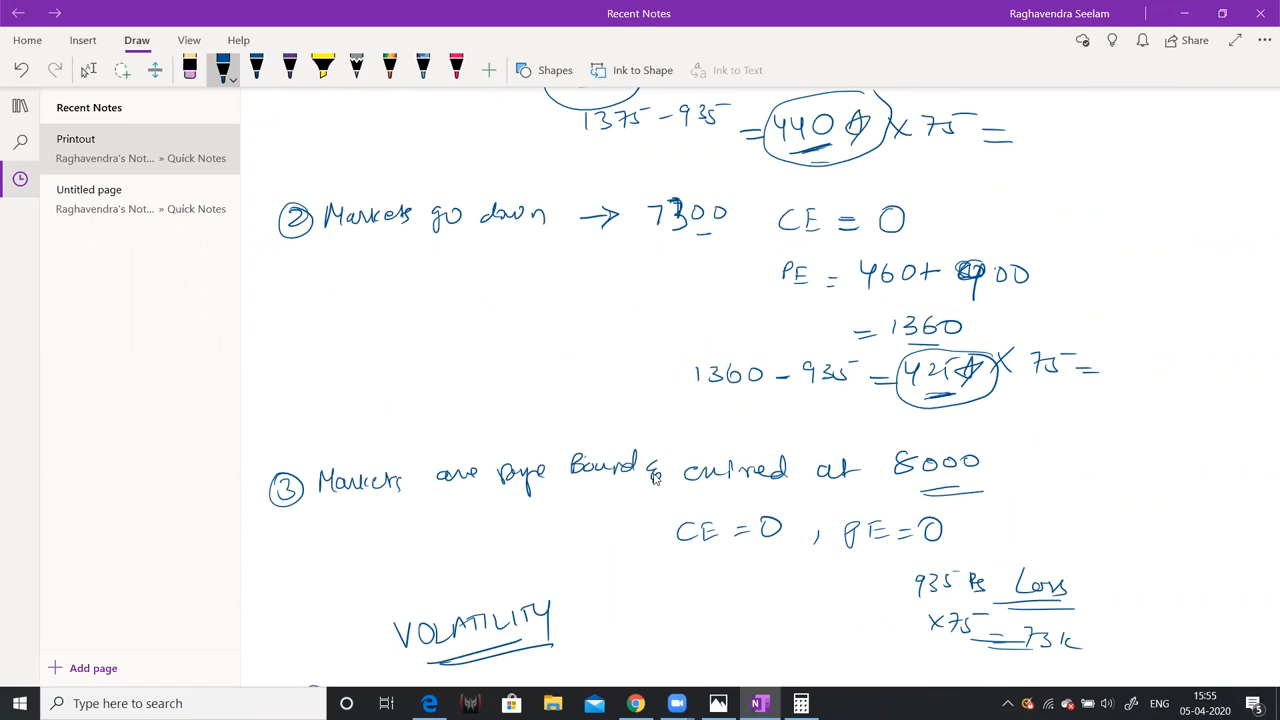 Recent Notes
Raghavendra Seelam
Home Insert Draw View Help
Share
Shapes
Ink to Shape
Ink to Text
Recent Notes
Printout
Raghavendra's Not... » Quick Notes
Untitled page
Raghavendra's Not... » Quick Notes
1375 - 935 = 440 × 75 =
② Markets go down → 7300 CE = 0
PE = 460 + 900
= 1360
1360 - 935 = 425 × 75 =
③ Markets are Bound & at 8000
CE = 0 , PE = 0
935 Rs Loss
×75 = 73k
VOLATILITY
Add page
Type here to search
15:55
05-04-2020
5